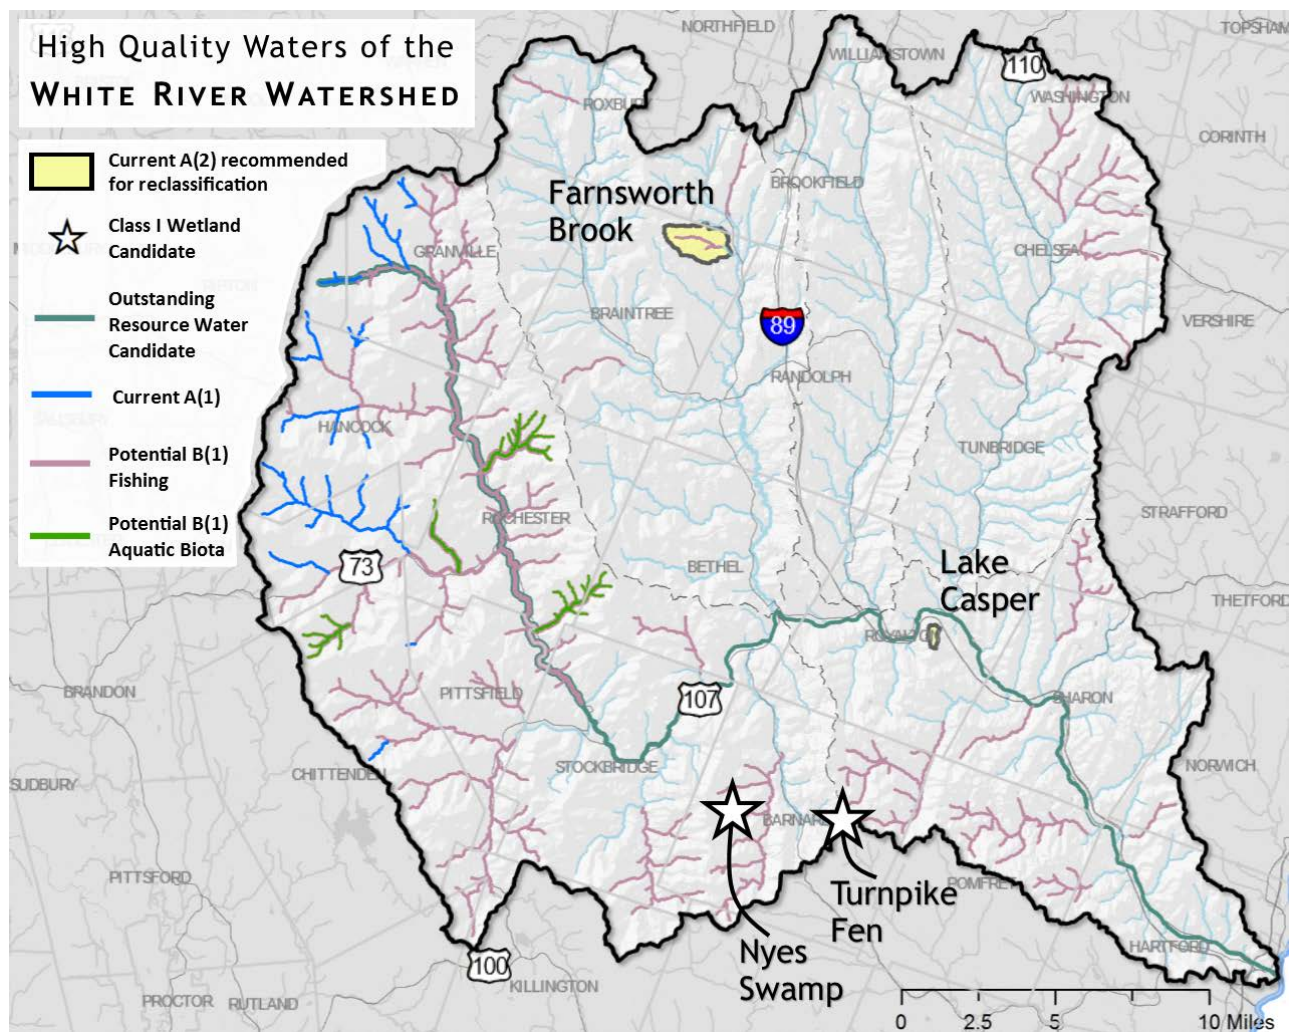 High Quality Waters of the
WHITE RIVER WATERSHED
Current A(2) recommended
for reclassification
Class I Wetland
Candidate
Outstanding
Resource Water
Candidate
Current A(1)
Potential B(1)
Fishing
Potential B(1)
Aquatic Biota
NORTHFIELD
WILLIAMSTOWN
TOPSHAM
110
WASHINGTON
ROXBURY
CORINTH
Farnsworth
Brook
BROOKFIELD
GRANVILLE
CHELSEA
BRAINTREE
89
VERSHIRE
RANDOLPH
HANCOCK
TUNBRIDGE
ROCHESTER
STRAFFORD
73
BETHEL
Lake
Casper
THETFORD
BRANDON
PITTSFIELD
107
SHARON
STOCKBRIDGE
CHITTENDEN
SUDBURY
NORWICH
PITTSFORD
Turnpike
Fen
POMFRET
Nyes
Swamp
HARTFORD
100
KILLINGTON
PROCTOR
RUTLAND
0 2.5 5 10 Miles